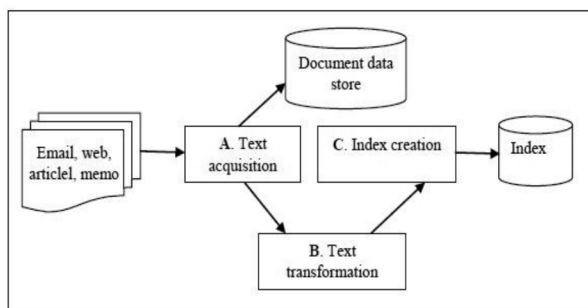 Document data
store
Email, web,
articlel, memo
A. Text
acquisition
C. Index creation
Index
B. Text
transformation